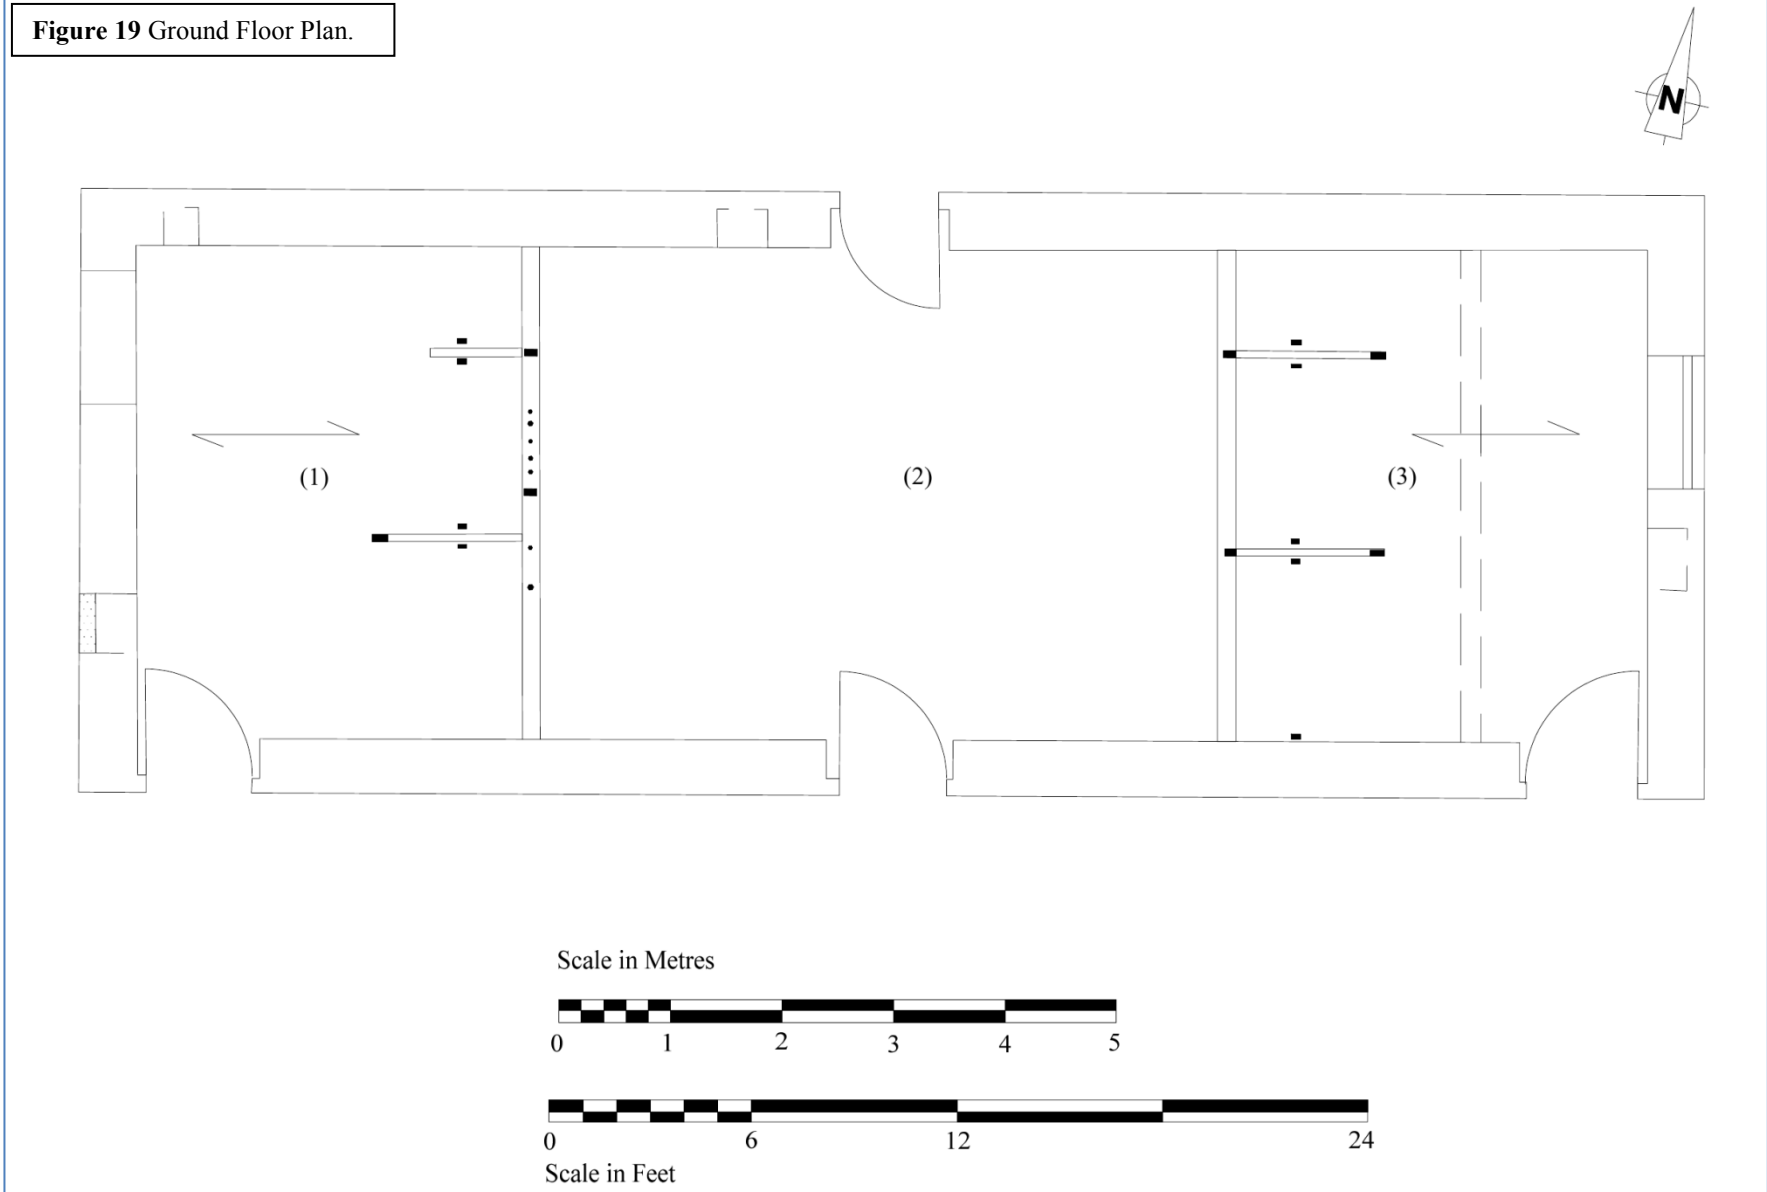 Figure 19 Ground Floor Plan.
N
(1)
(2)
(3)
Scale in Metres
0 1 2 3 4 5
0 6 12 24
Scale in Feet